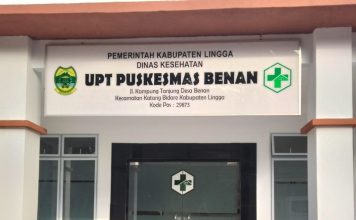 PEMERINTAH KABUPATEN LINGGA
DINAS KESEHATAN
UPT PUSKESMAS BENAN
Jl. Kampung Tanjung Desa Benan
Kecamatan Katang Bidare Kabupaten Lingga
Kode Pos : 29873